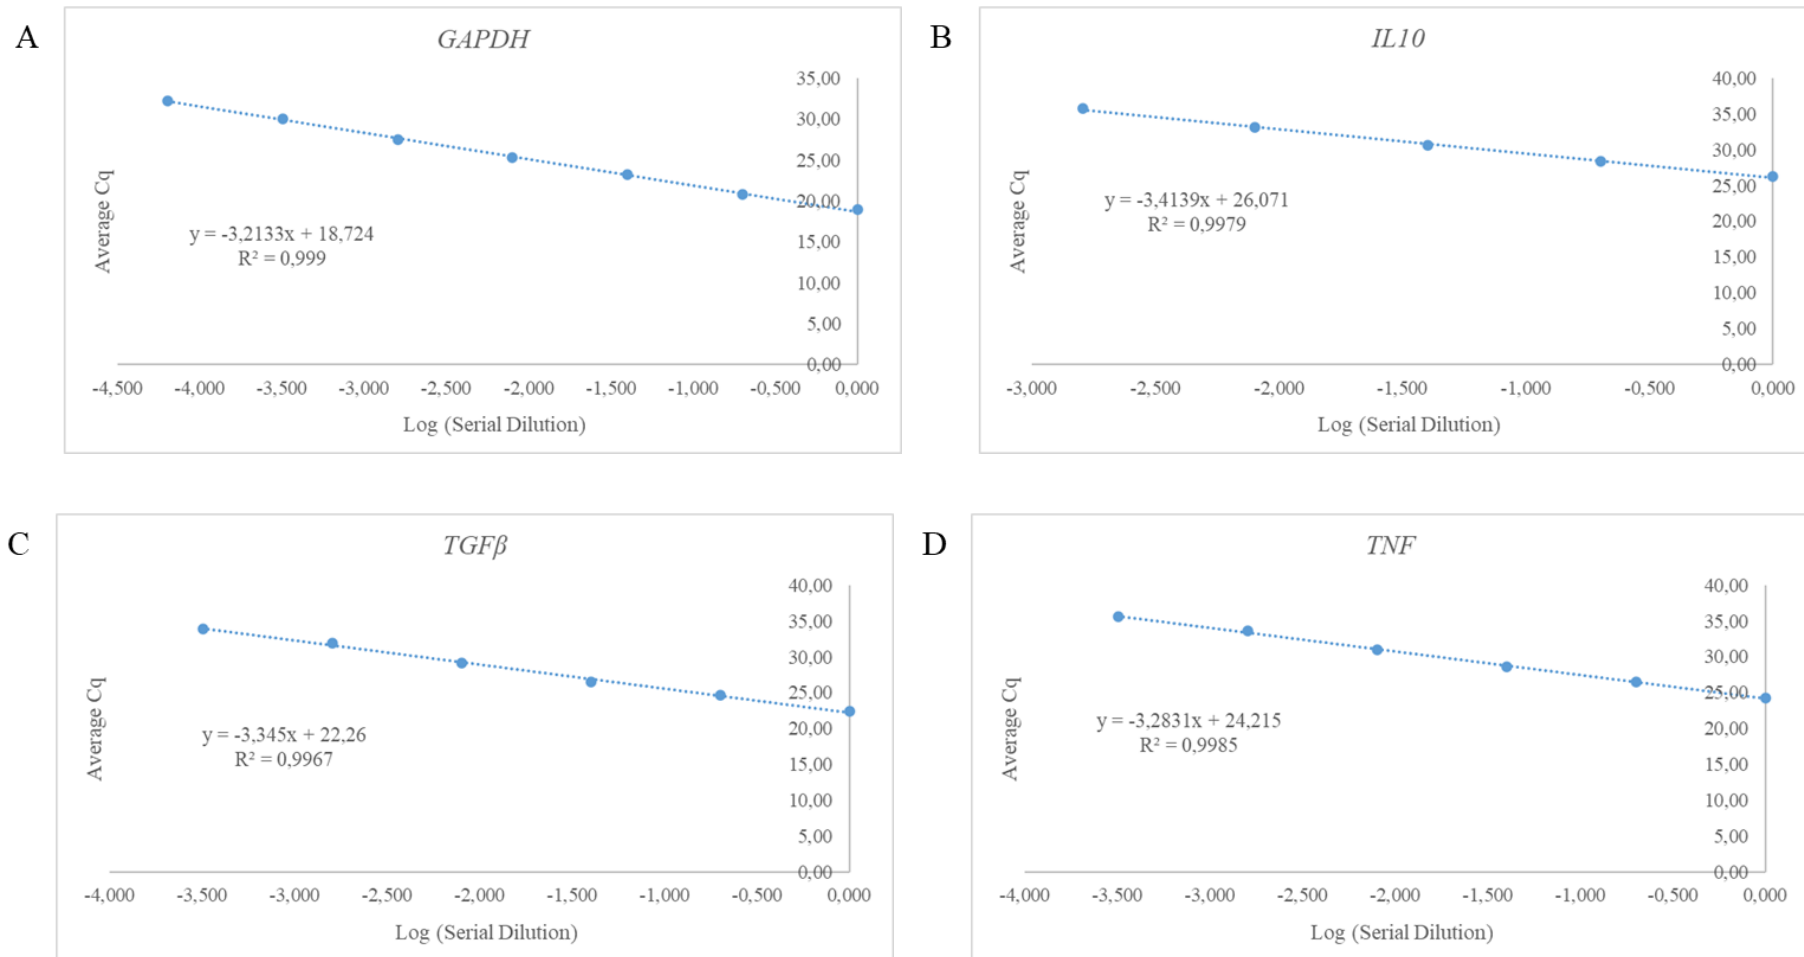 A
GAPDH
35,00
30,00
25,00
20,00
15,00
10,00
5,00
0,00
Average Cq
y = -3,2133x + 18,724
R² = 0,999
-4,500 -4,000 -3,500 -3,000 -2,500 -2,000 -1,500 -1,000 -0,500 0,000
Log (Serial Dilution)
B
IL10
40,00
35,00
30,00
25,00
20,00
15,00
10,00
5,00
0,00
Average Cq
y = -3,4139x + 26,071
R² = 0,9979
-3,000 -2,500 -2,000 -1,500 -1,000 -0,500 0,000
Log (Serial Dilution)
C
TGFβ
40,00
35,00
30,00
25,00
20,00
15,00
10,00
5,00
0,00
Average Cq
y = -3,345x + 22,26
R² = 0,9967
-4,000 -3,500 -3,000 -2,500 -2,000 -1,500 -1,000 -0,500 0,000
Log (Serial Dilution)
D
TNF
40,00
35,00
30,00
25,00
20,00
15,00
10,00
5,00
0,00
Average Cq
y = -3,2831x + 24,215
R² = 0,9985
-4,000 -3,500 -3,000 -2,500 -2,000 -1,500 -1,000 -0,500 0,000
Log (Serial Dilution)